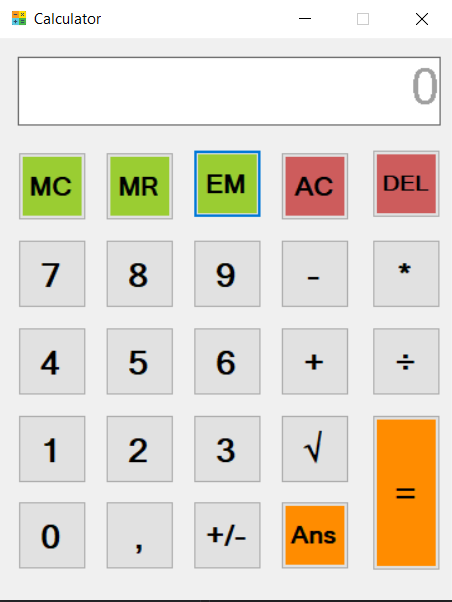 Calculator
0
MC MR EM AC DEL
7 8 9 - *
4 5 6 + ÷
1 2 3 √ =
0 , +/- Ans